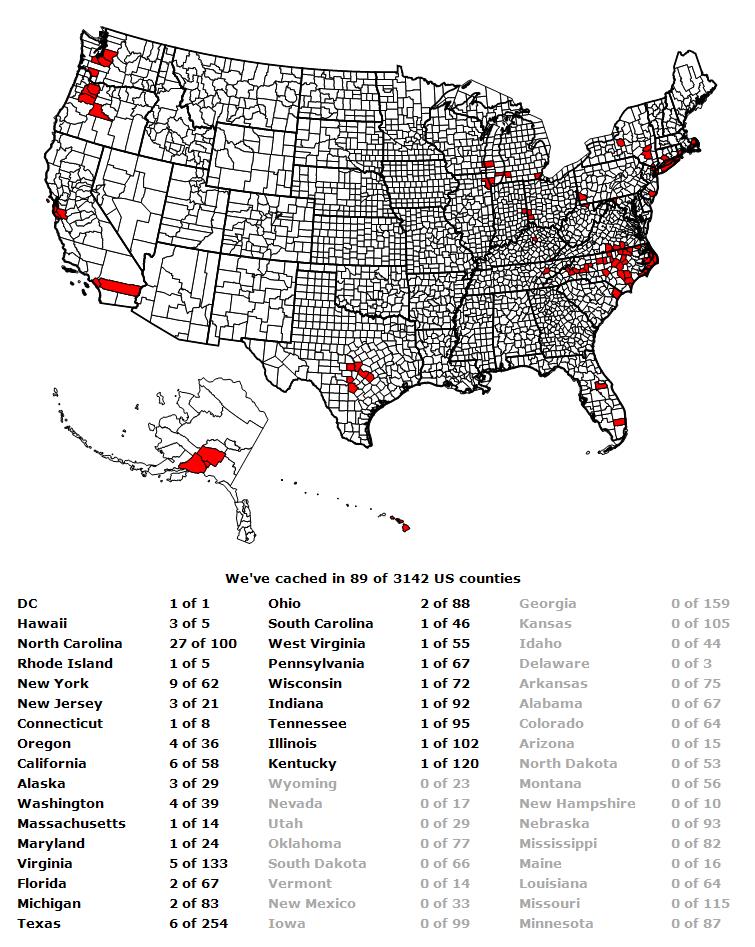 We've cached in 89 of 3142 US counties
DC 1 of 1 Ohio 2 of 88 Georgia 0 of 159
Hawaii 3 of 5 South Carolina 1 of 46 Kansas 0 of 105
North Carolina 27 of 100 West Virginia 1 of 55 Idaho 0 of 44
Rhode Island 1 of 5 Pennsylvania 1 of 67 Delaware 0 of 3
New York 9 of 62 Wisconsin 1 of 72 Arkansas 0 of 75
New Jersey 3 of 21 Indiana 1 of 92 Alabama 0 of 67
Connecticut 1 of 8 Tennessee 1 of 95 Colorado 0 of 64
Oregon 4 of 36 Illinois 1 of 102 Arizona 0 of 15
California 6 of 58 Kentucky 1 of 120 North Dakota 0 of 53
Alaska 3 of 29 Wyoming 0 of 23 Montana 0 of 56
Washington 4 of 39 Nevada 0 of 17 New Hampshire 0 of 10
Massachusetts 1 of 14 Utah 0 of 29 Nebraska 0 of 93
Maryland 1 of 24 Oklahoma 0 of 77 Mississippi 0 of 82
Virginia 5 of 133 South Dakota 0 of 66 Maine 0 of 16
Florida 2 of 67 Vermont 0 of 14 Louisiana 0 of 64
Michigan 2 of 83 New Mexico 0 of 33 Missouri 0 of 115
Texas 6 of 254 Iowa 0 of 99 Minnesota 0 of 87